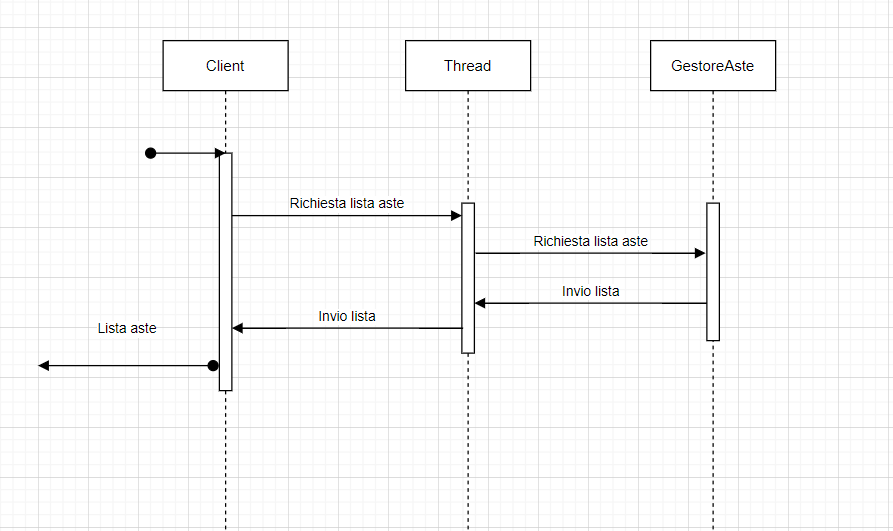 Client
Thread
GestoreAste
Richiesta lista aste
Richiesta lista aste
Invio lista
Invio lista
Lista aste